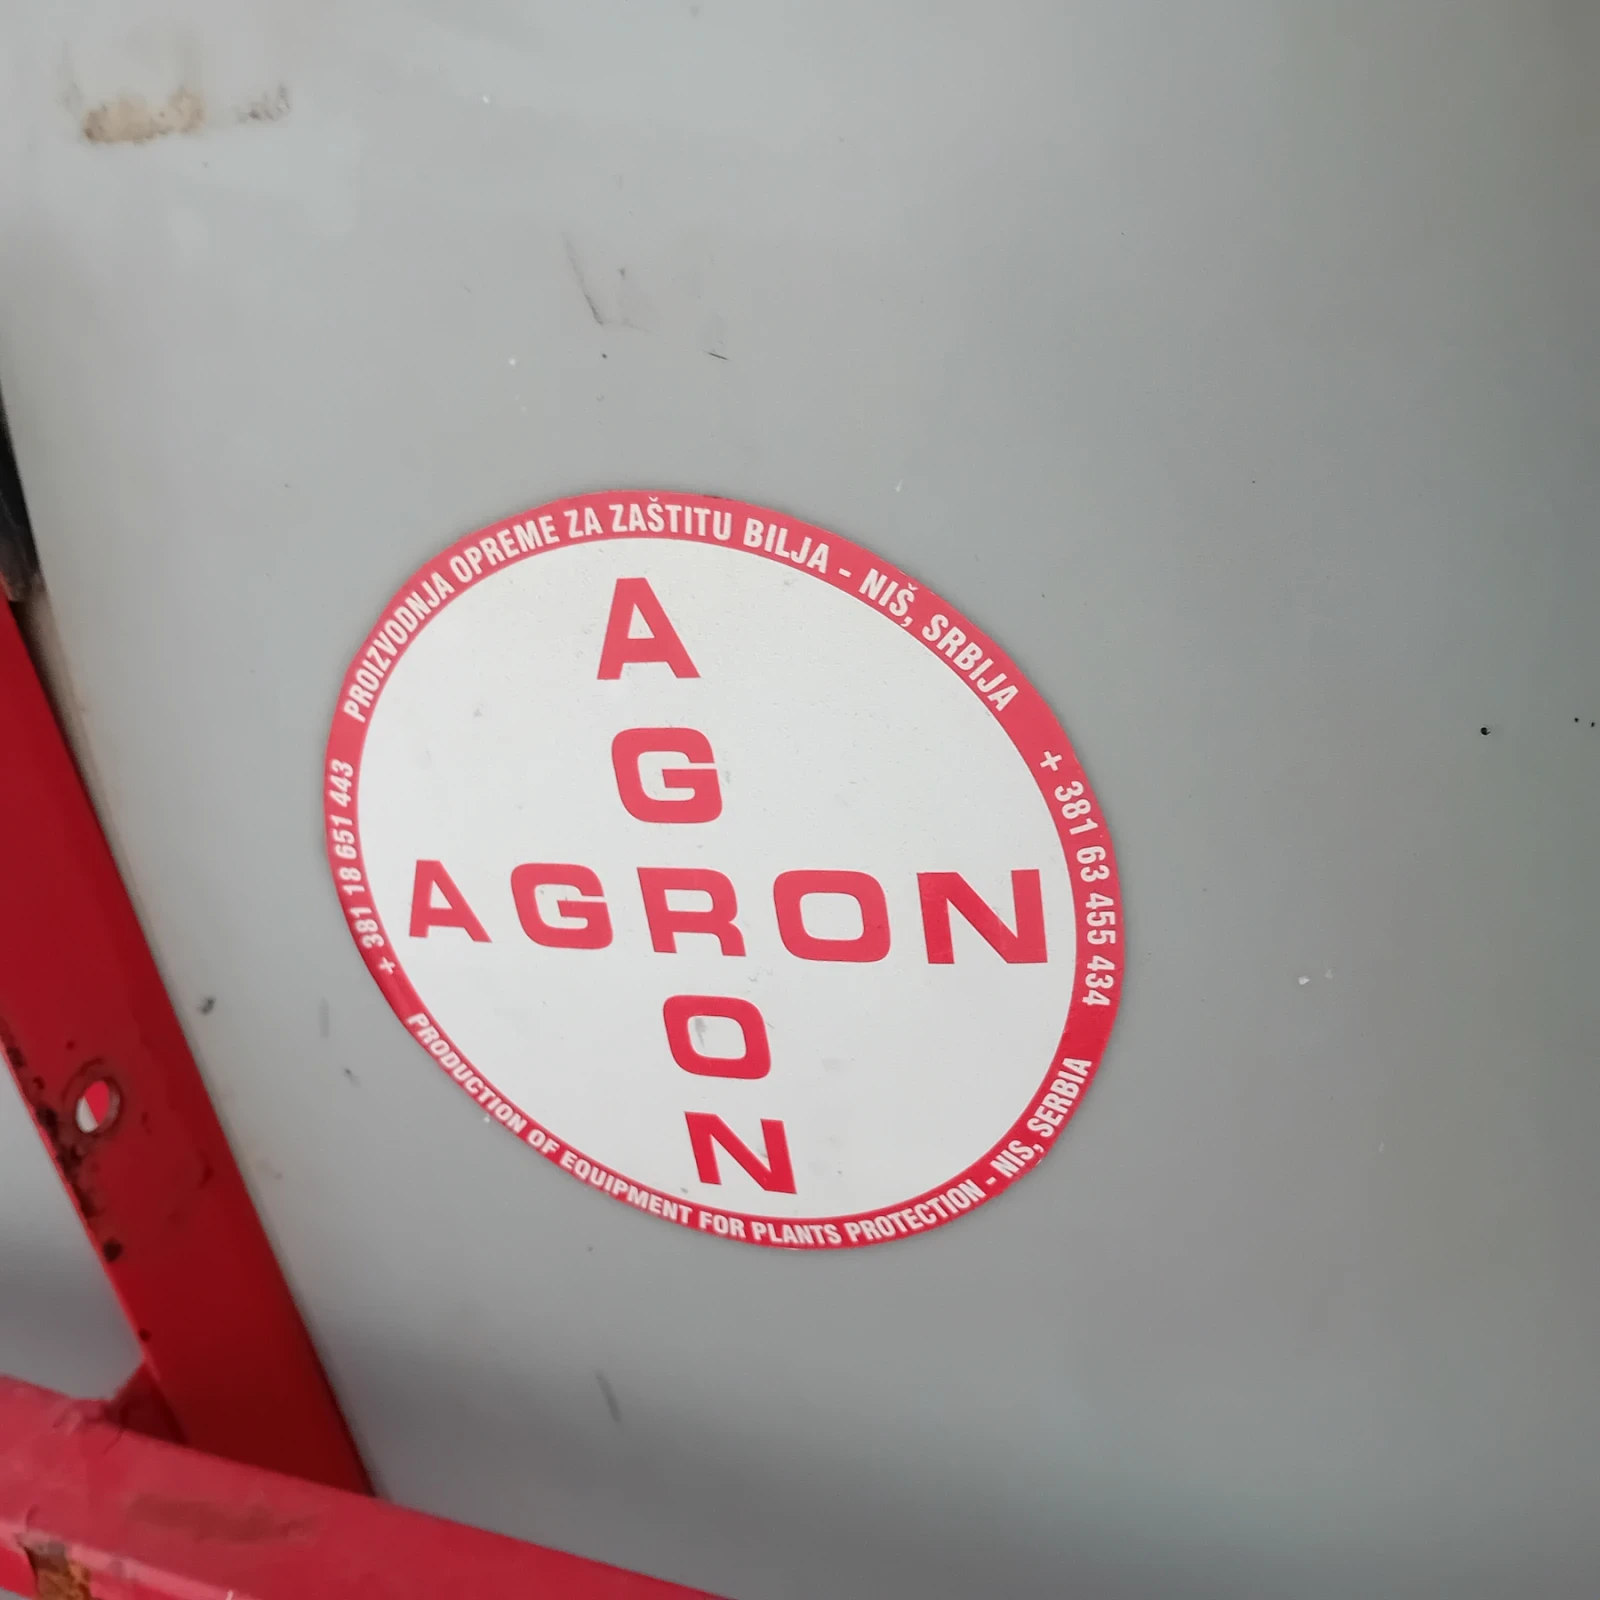 PROIZVODNJA OPREME ZA ZAŠTITU BILJA - NIŠ, SRBIJA
+ 381 63 455 434
+ 381 18 651 443
AGRON
AGRON
PRODUCTION OF EQUIPMENT FOR PLANTS PROTECTION - NIS, SERBIA